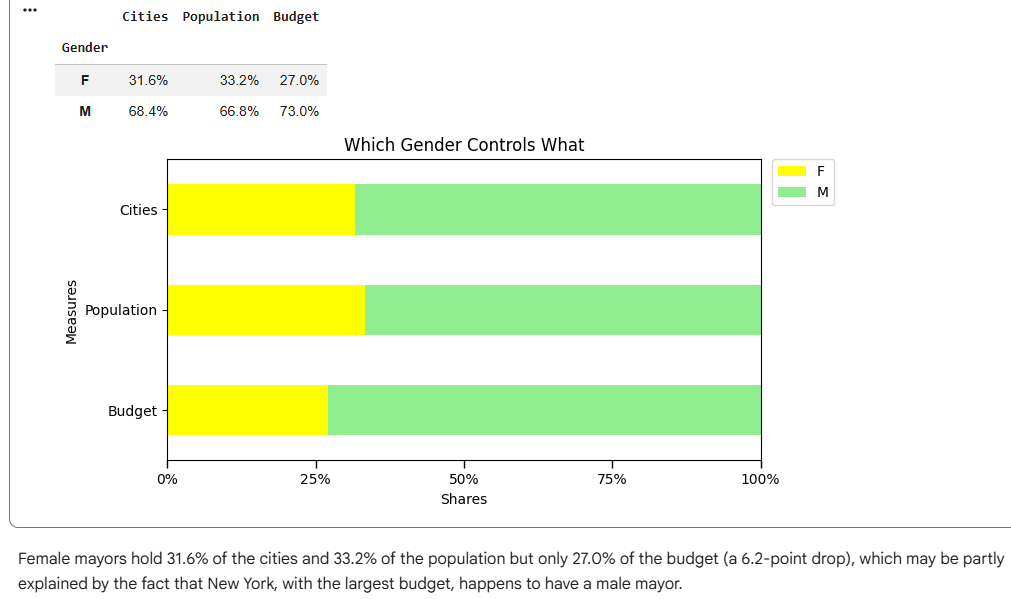 •••
Cities Population Budget
Gender
F 31.6% 33.2% 27.0%
M 68.4% 66.8% 73.0%
Which Gender Controls What
F
M
Cities
Population
Budget
Measures
0% 25% 50% 75% 100%
Shares
Female mayors hold 31.6% of the cities and 33.2% of the population but only 27.0% of the budget (a 6.2-point drop), which may be partly
explained by the fact that New York, with the largest budget, happens to have a male mayor.